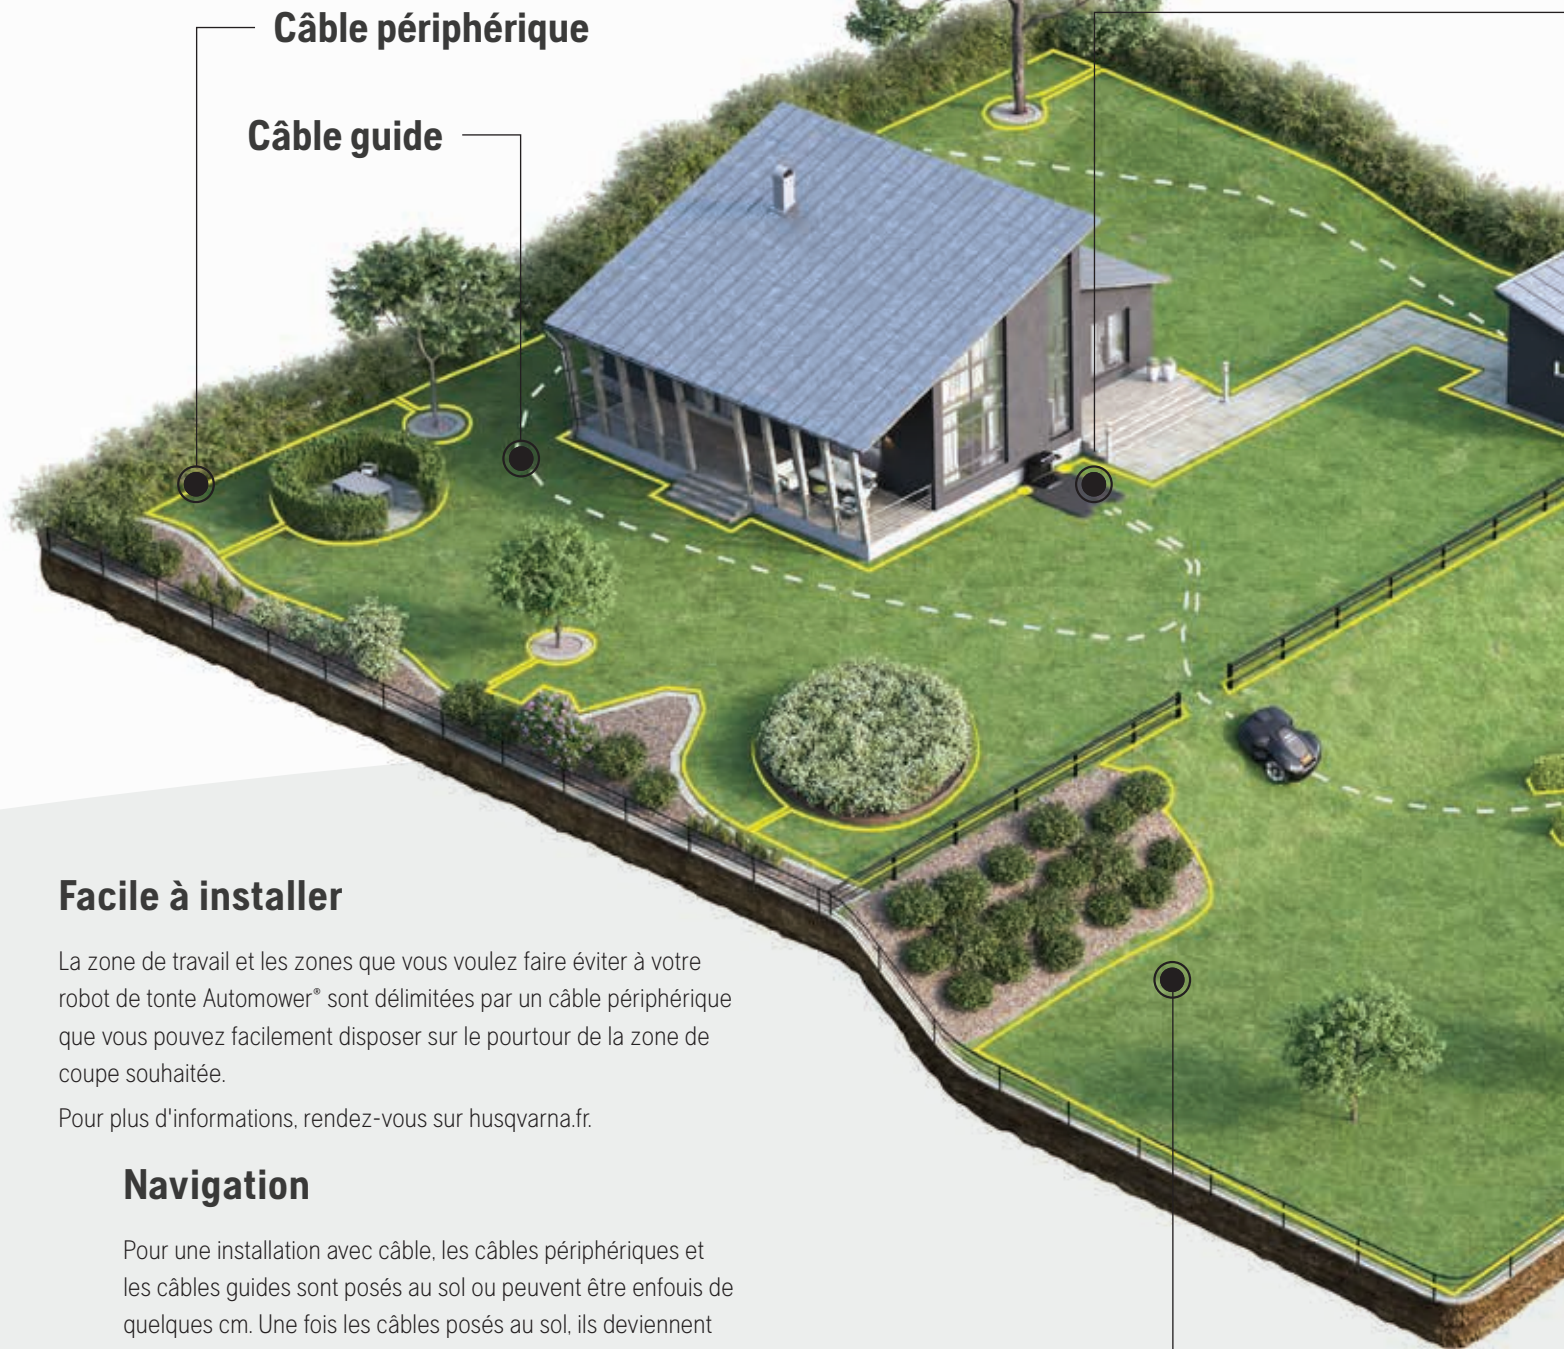 Câble périphérique
Câble guide
Facile à installer
La zone de travail et les zones que vous voulez faire éviter à votre
robot de tonte Automower® sont délimitées par un câble périphérique
que vous pouvez facilement disposer sur le pourtour de la zone de
coupe souhaitée.
Pour plus d'informations, rendez-vous sur husqvarna.fr.
Navigation
Pour une installation avec câble, les câbles périphériques et
les câbles guides sont posés au sol ou peuvent être enfouis de
quelques cm. Une fois les câbles posés au sol, ils deviennent